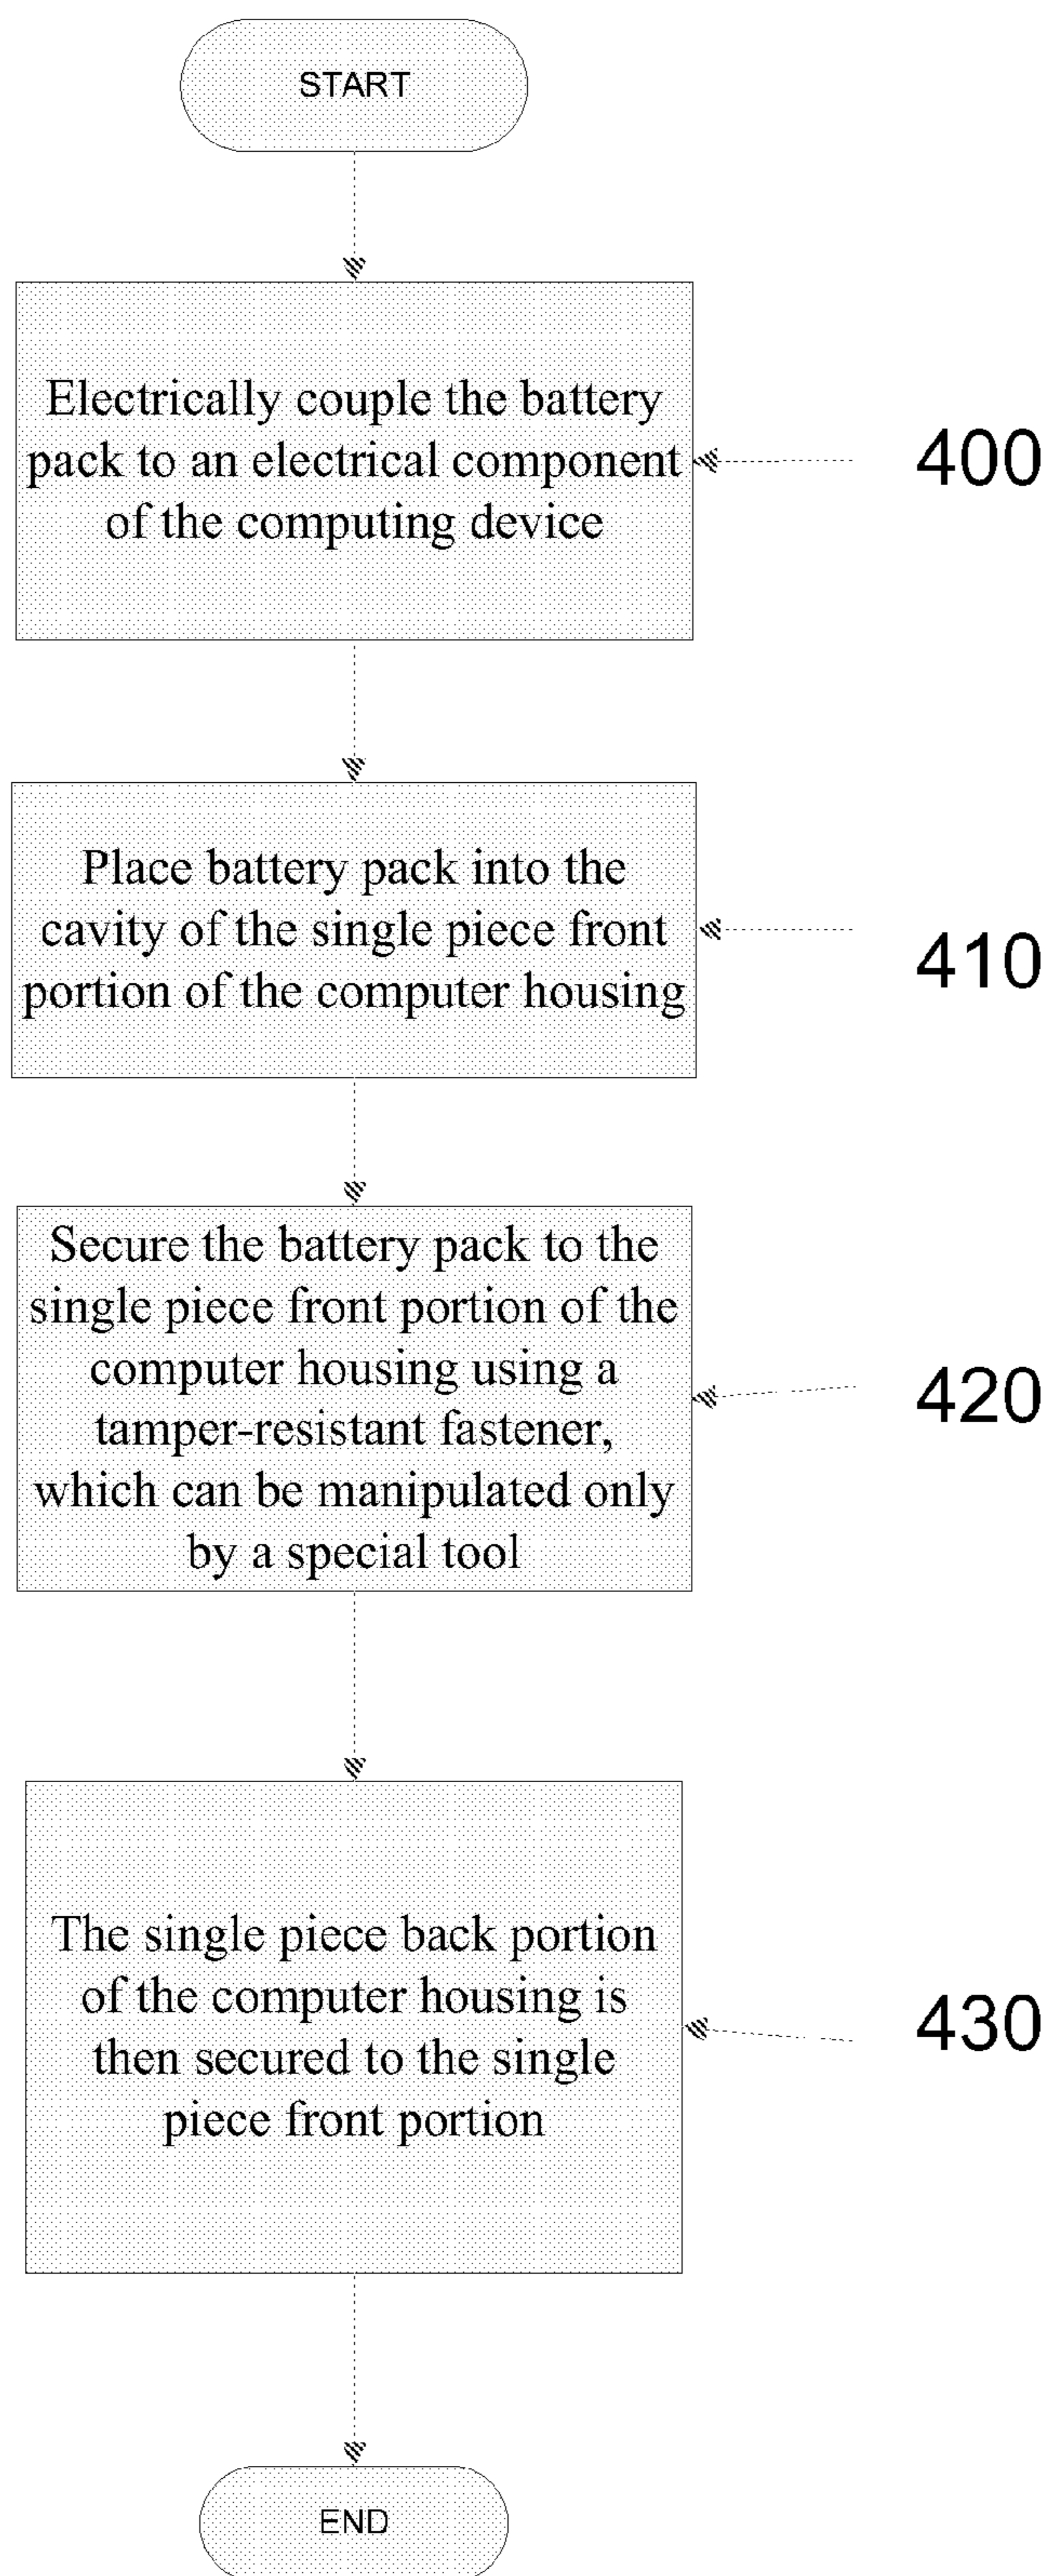 START
Electrically couple the battery
pack to an electrical component
of the computing device
400
Place battery pack into the
cavity of the single piece front
portion of the computer housing
410
Secure the battery pack to the
single piece front portion of the
computer housing using a
tamper-resistant fastener,
which can be manipulated only
by a special tool
420
The single piece back portion
of the computer housing is
then secured to the single
piece front portion
430
END